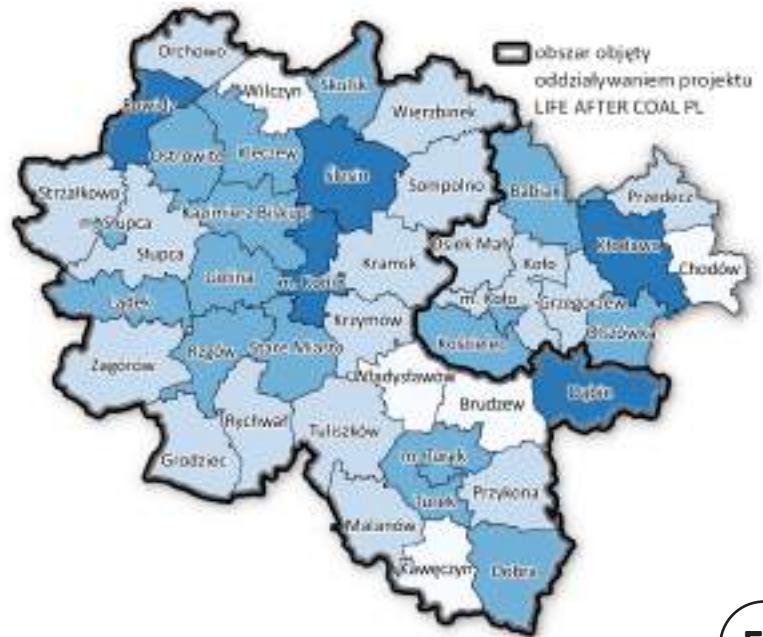 Orchowo
obszar objęty
oddziaływaniem projektu
LIFE AFTER COAL PL
Wilczyn
Skulsk
Powidz
Wierzbinek
Ostrowite
Kleczew
Ślesin
Strzałkowo
Sompolno
Babiak
Przedecz
m. Słupca
Kazimierz Biskupi
Słupca
Osiek Mały
Kłodawa
Koło
Chodów
Golina
m. Konin
Kramsk
Lądek
m. Koło
Grzegorzew
Krzymów
Kościelec
Olszówka
Zagórów
Rzgów
Stare Miasto
Władysławów
Dąbie
Brudzew
Rychwał
Tuliszków
Grodziec
m. Turek
Turek
Przykona
Malanów
Kawęczyn
Dobra